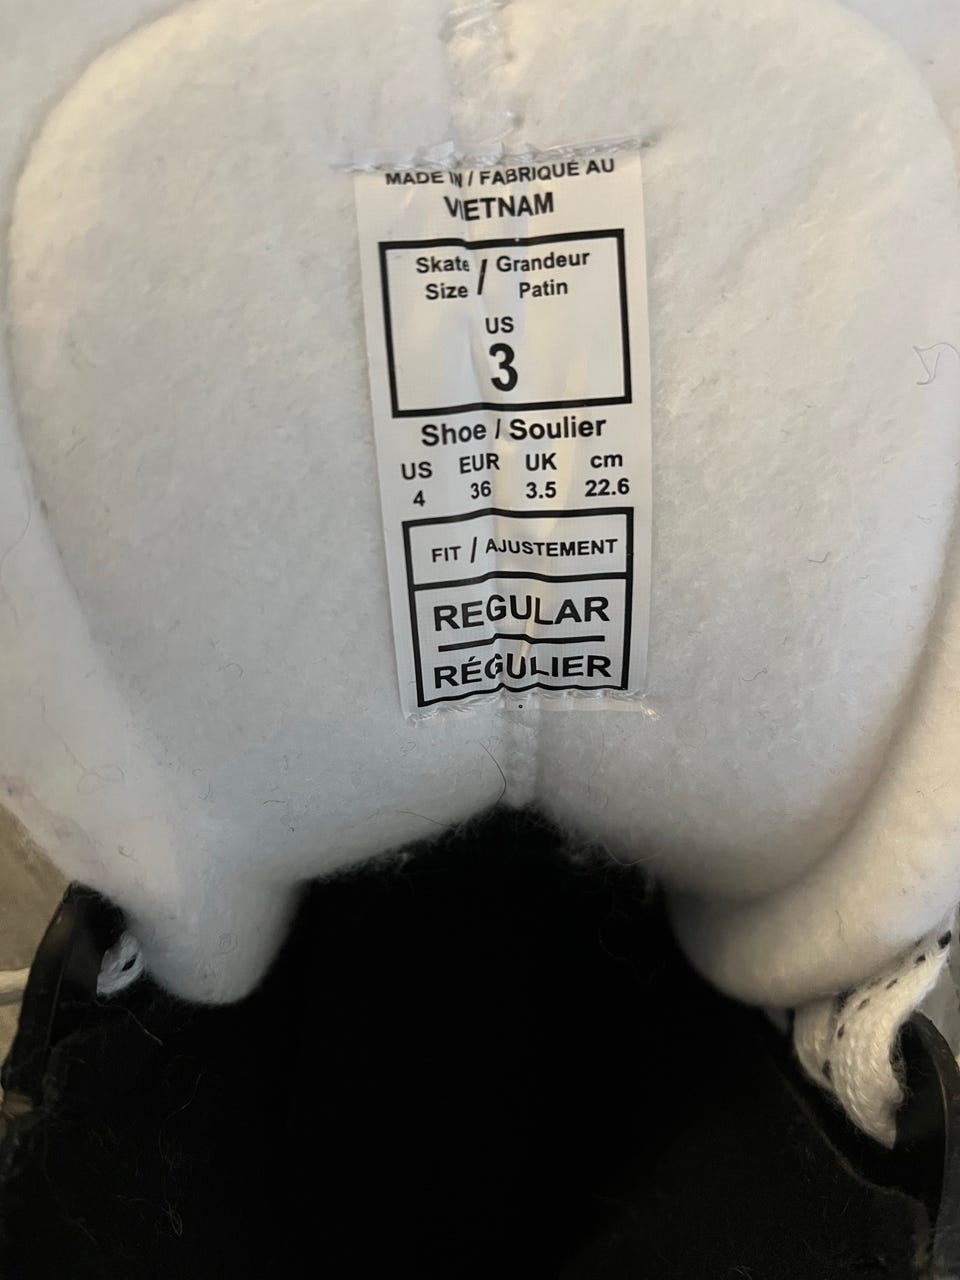 MADE IN / FABRIQUÉ AU
VIETNAM
Skate Size / Grandeur Patin
US
3
Shoe / Soulier
US EUR UK cm
4 36 3.5 22.6
FIT / AJUSTEMENT
REGULAR
RÉGULIER